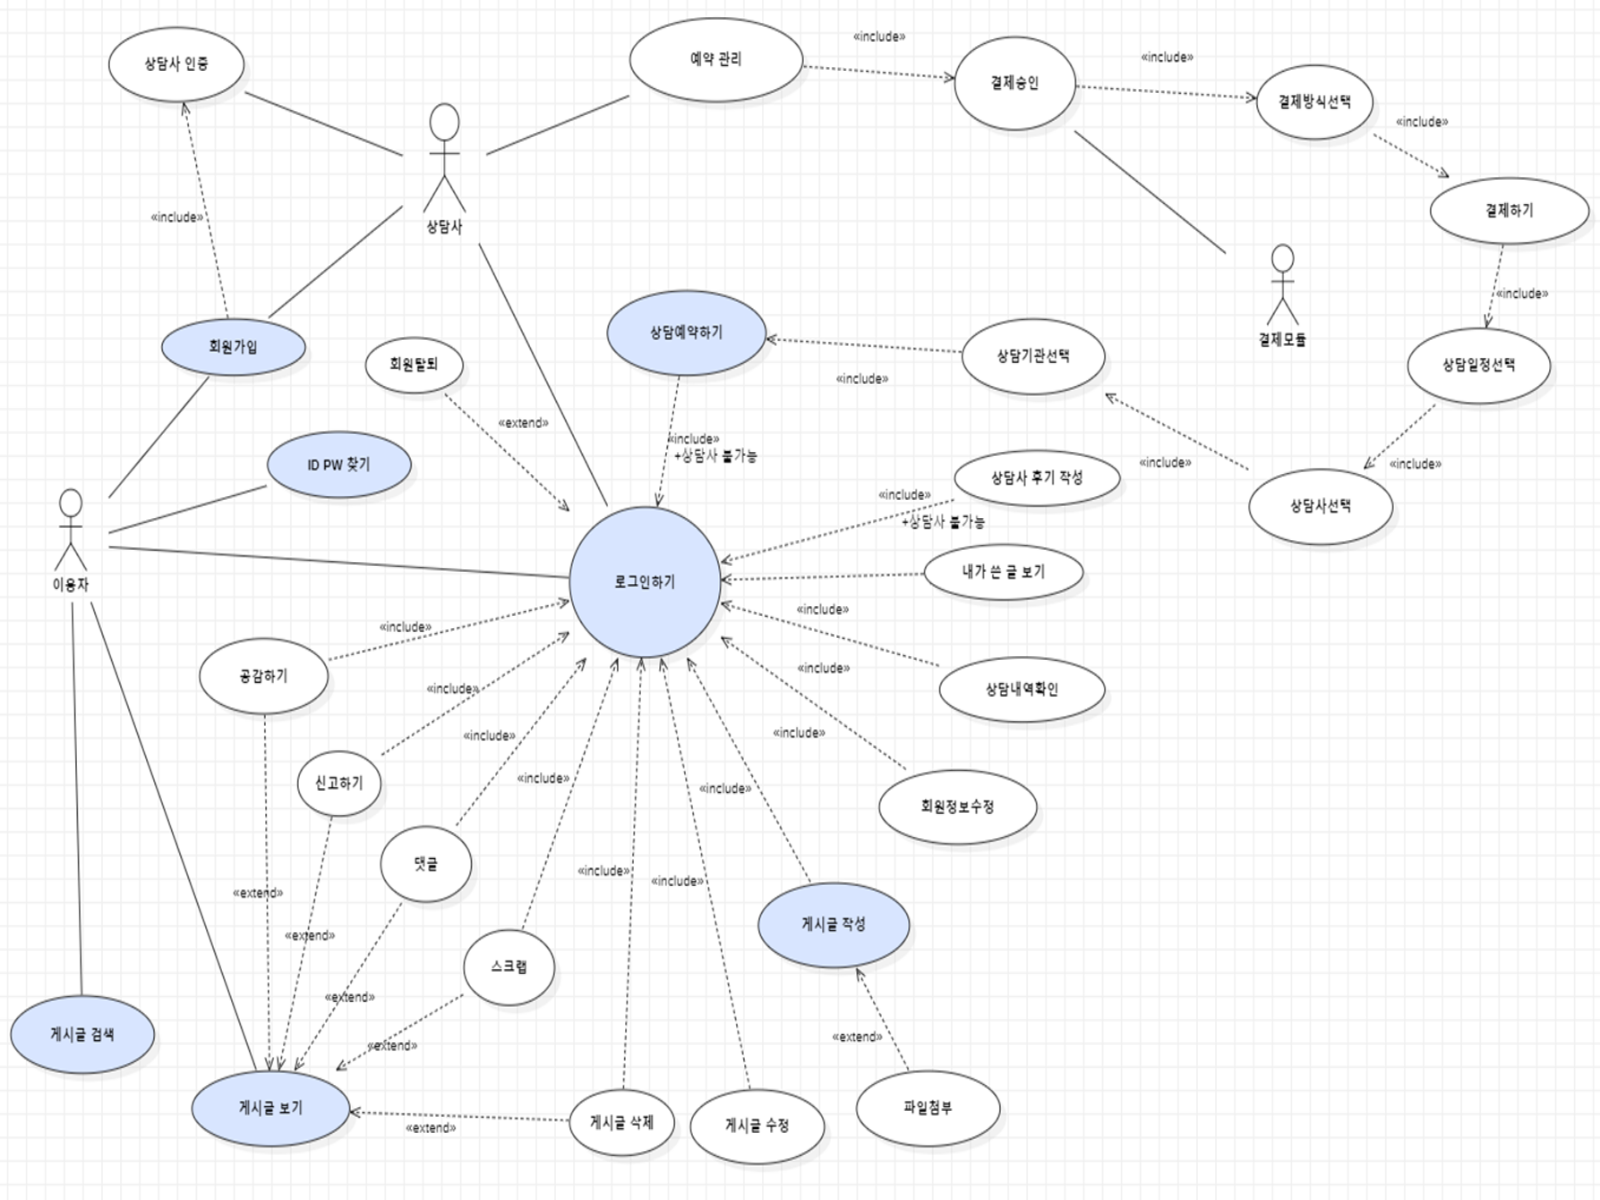 상담사 인증
예약 관리
«include»
결제승인
«include»
결제방식선택
«include»
결제하기
«include»
상담사
«include»
결제모듈
회원가입
회원탈퇴
상담예약하기
«include»
상담기관선택
상담일정선택
«extend»
«include»
+상담사 불가능
ID PW 찾기
«include»
«include»
상담사선택
상담사 후기 작성
«include»
+상담사 불가능
이용자
로그인하기
내가 쓴 글 보기
«include»
«include»
공감하기
«include»
«include»
상담내역확인
«include»
«include»
신고하기
«include»
«include»
회원정보수정
댓글
«include»
«include»
«extend»
«extend»
게시글 작성
스크랩
«extend»
게시글 검색
«extend»
«extend»
게시글 보기
«extend»
게시글 삭제
게시글 수정
파일첨부